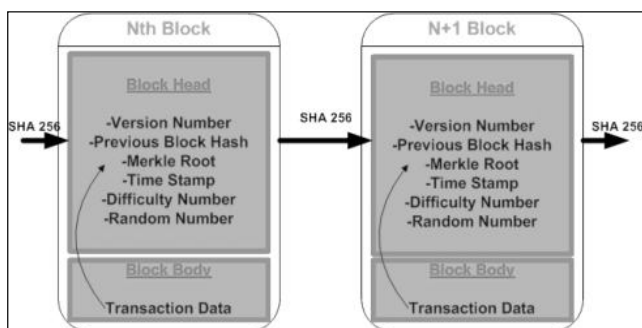 Nth Block
Block Head
SHA 256
-Version Number
-Previous Block Hash
-Merkle Root
-Time Stamp
-Difficulty Number
-Random Number
Block Body
Transaction Data
SHA 256
N+1 Block
Block Head
-Version Number
-Previous Block Hash
-Merkle Root
-Time Stamp
-Difficulty Number
-Random Number
Block Body
Transaction Data
SHA 256